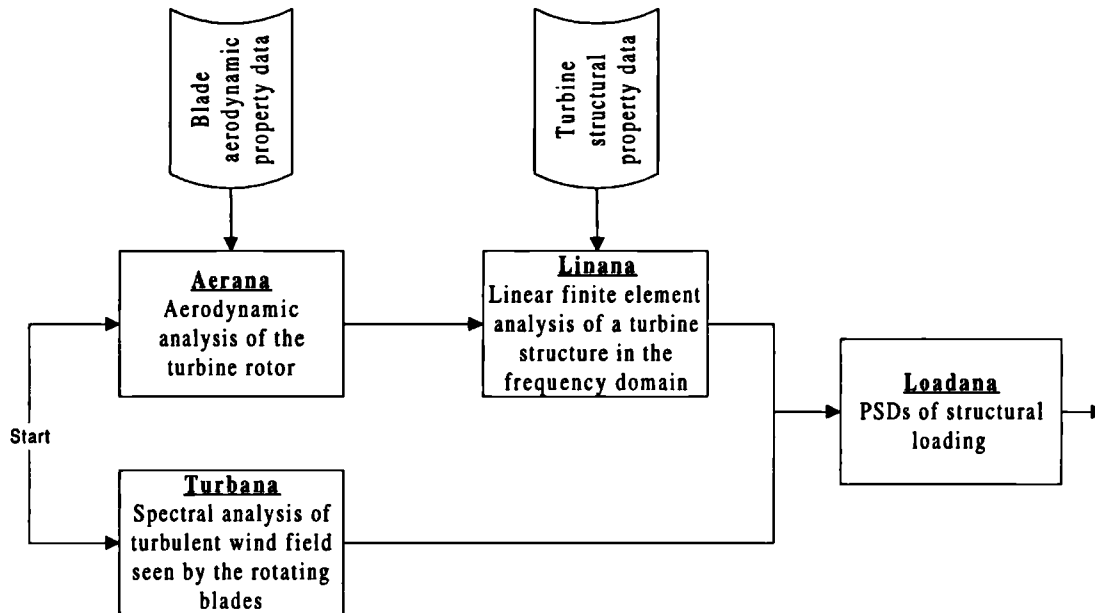 Blade
aerodynamic
property data
Turbine
structural
property data
Aerana
Aerodynamic
analysis of the
turbine rotor
Linana
Linear finite element
analysis of a turbine
structure in the
frequency domain
Loadana
PSDs of structural
loading
Start
Turbana
Spectral analysis of
turbulent wind field
seen by the rotating
blades